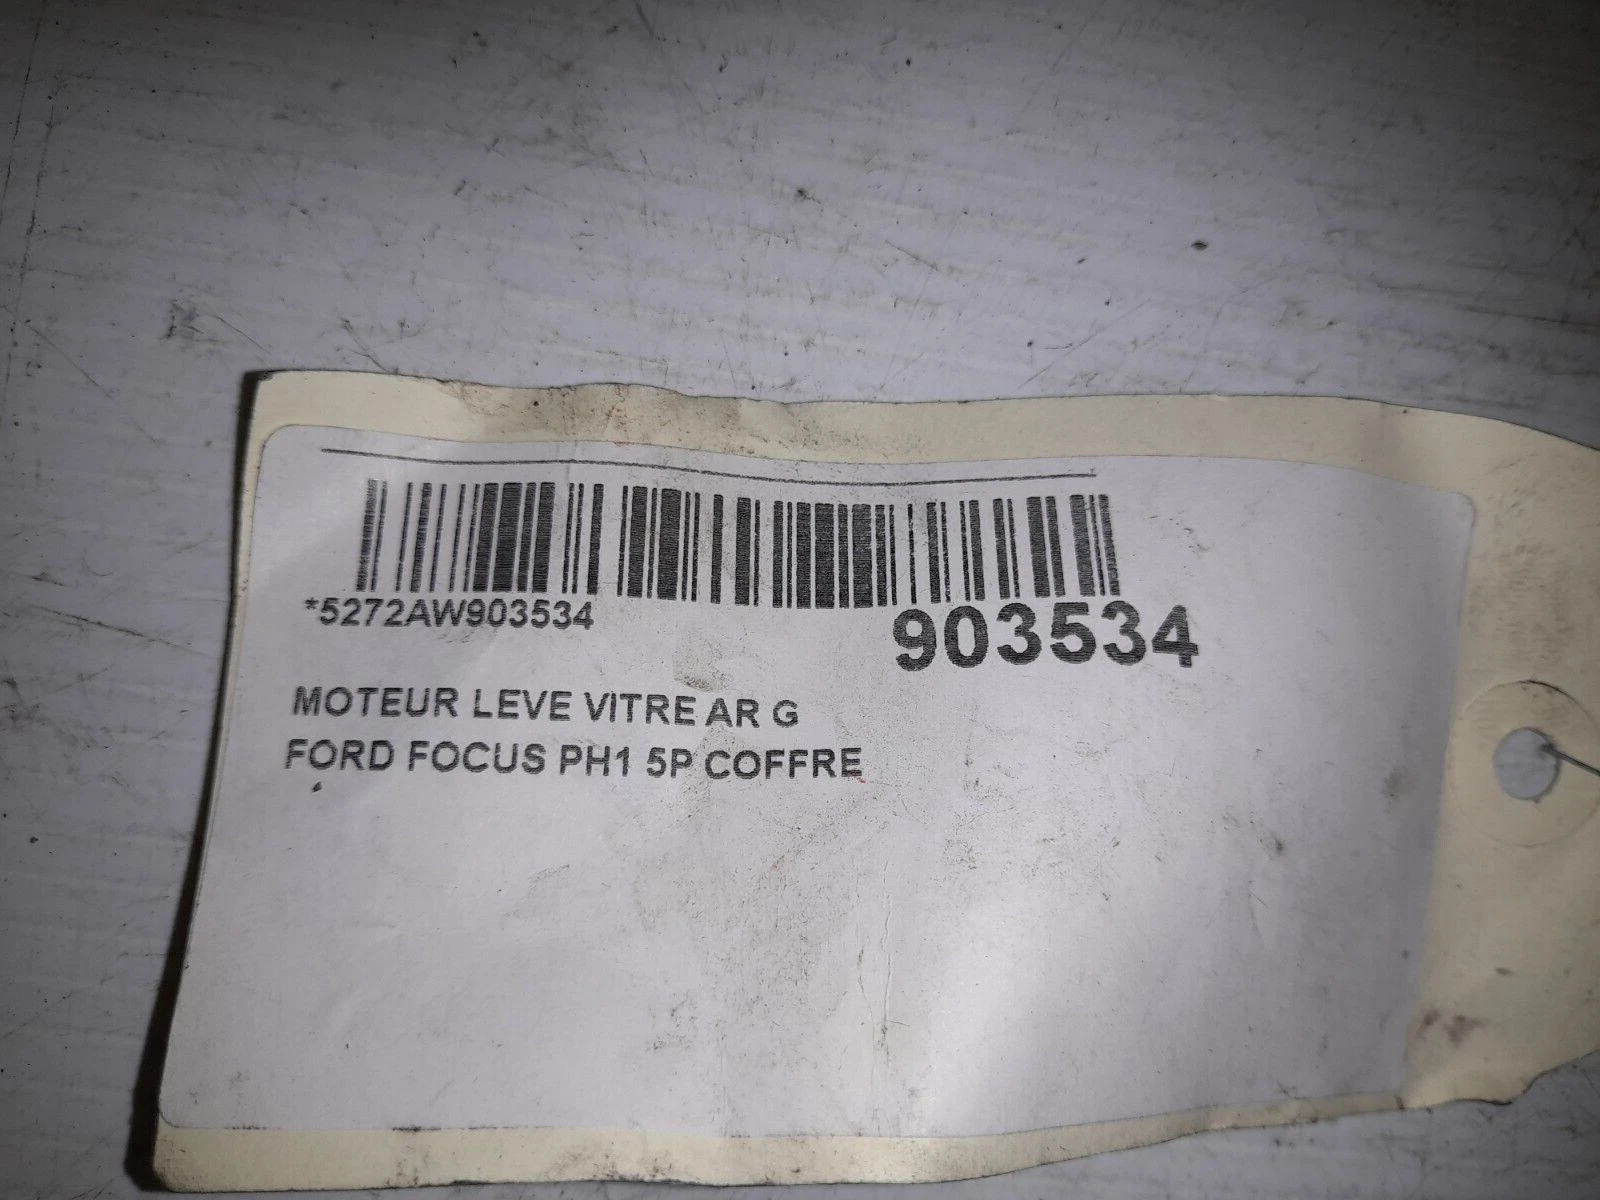 *5272AW903534
903534
MOTEUR LEVE VITRE AR G
FORD FOCUS PH1 5P COFFRE